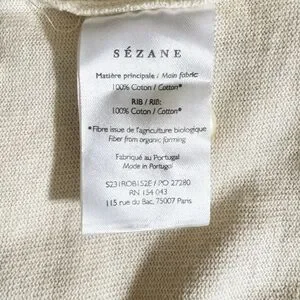 SÉZANE
Matière principale / Main fabric:
100% Coton / Cotton*
RIB / RIB:
100% Coton / Cotton*
*Fibre issue de l'agriculture biologique
Fiber from organic farming
Fabriqué au Portugal
Made in Portugal
S231ROB152E / PO 27280
RN 154 043
115 rue du Bac, 75007 Paris